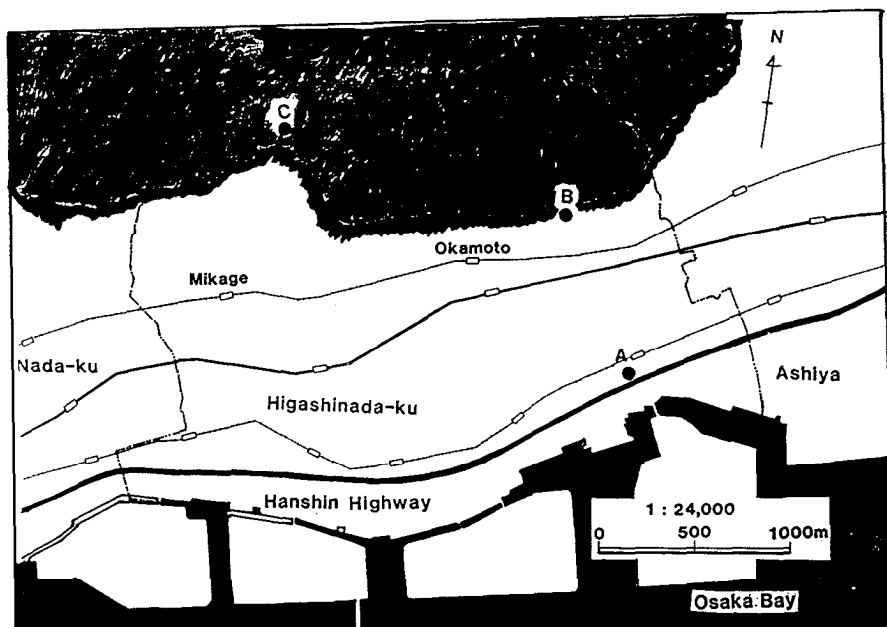 N
C
B
Okamoto
Mikage
A
Nada-ku
Ashiya
Higashinada-ku
Hanshin Highway
1 : 24,000
0 500 1000m
Osaka Bay